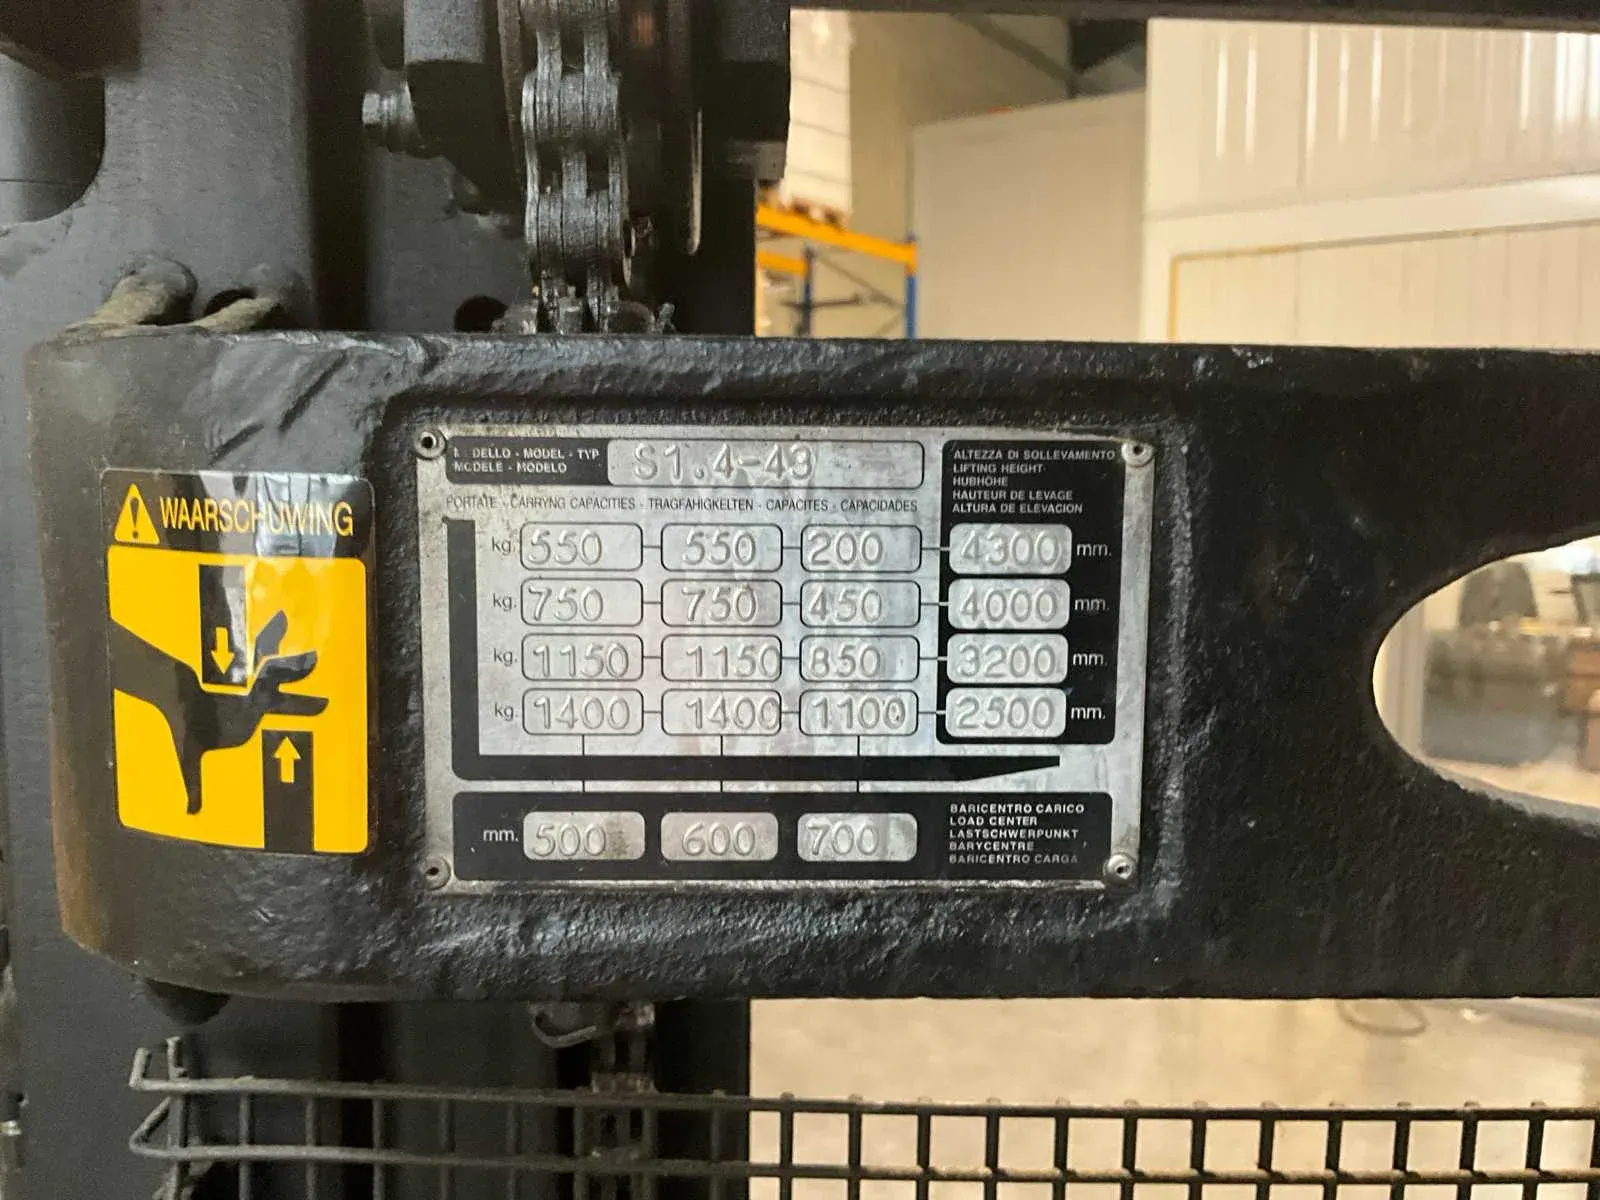 WAARSCHUWING
DELLO - MODEL - TYP
MODELE - MODELO
S1.4-43
PORTATE - CARRYNG CAPACITIES - TRAGFAHIGKELTEN - CAPACITES - CAPACIDADES
ALTEZZA DI SOLLEVAMENTO
LIFTING HEIGHT
HUBHÖHE
HAUTEUR DE LEVAGE
ALTURA DE ELEVACION
kg. 550 550 200 4300 mm.
kg. 750 750 450 4000 mm.
kg. 1150 1150 850 3200 mm.
kg. 1400 1400 1100 2500 mm.
mm. 500 600 700
BARICENTRO CARICO
LOAD CENTER
LASTSCHWERPUNKT
BARYCENTRE
BARICENTRO CARGA